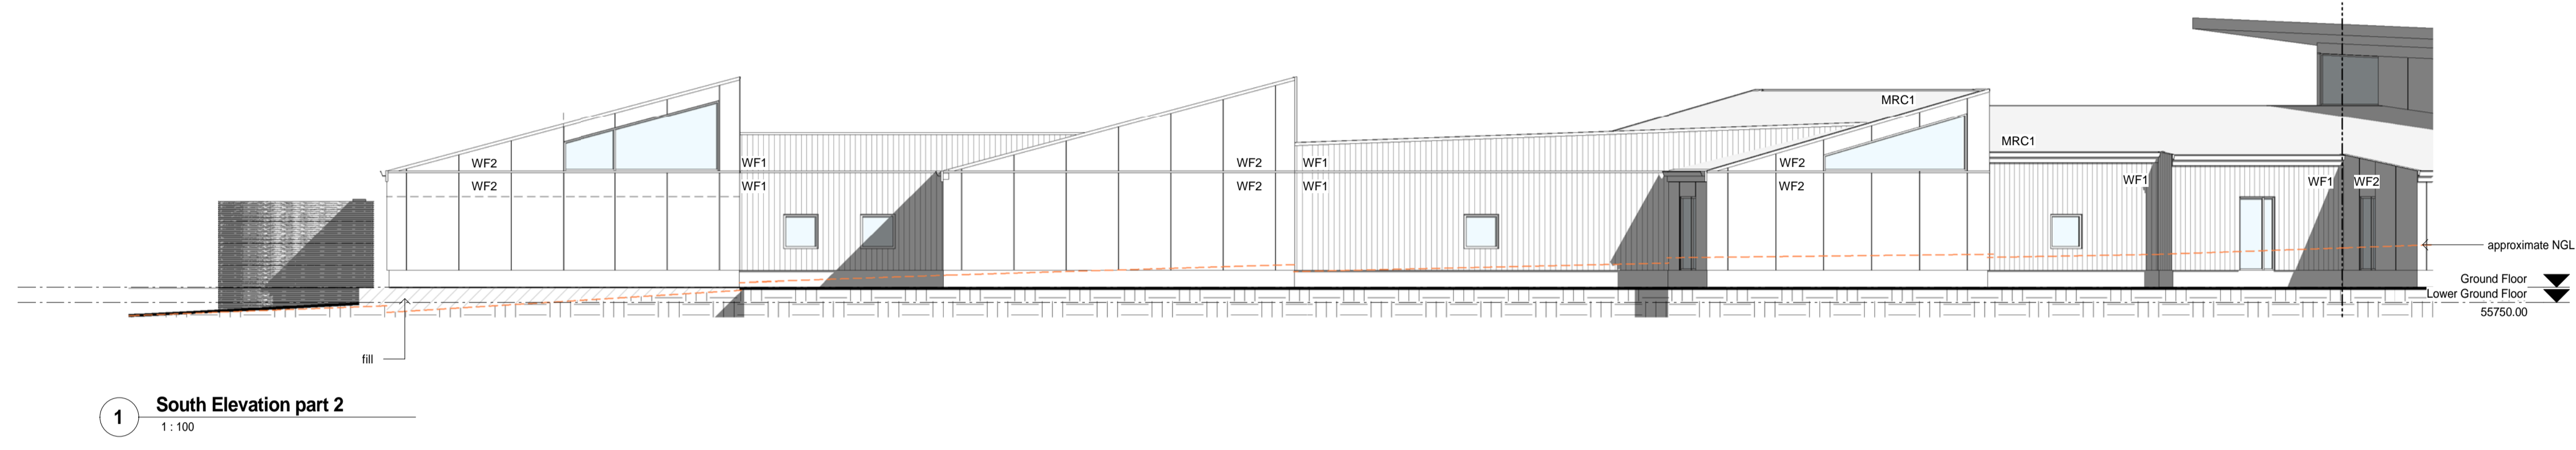 MRC1
MRC1
WF2
WF1
WF2
WF1
WF2
WF2
WF1
WF2
WF1
WF2
WF1
WF1
WF2
approximate NGL
Ground Floor
Lower Ground Floor
55750.00
fill
1
South Elevation part 2
1 : 100